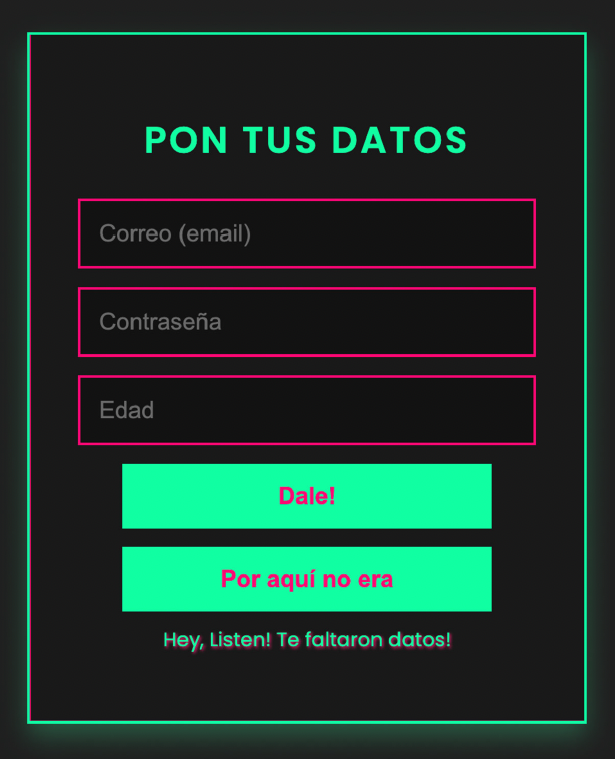 PON TUS DATOS
Correo (email)
Contraseña
Edad
Dale!
Por aquí no era
Hey, Listen! Te faltaron datos!